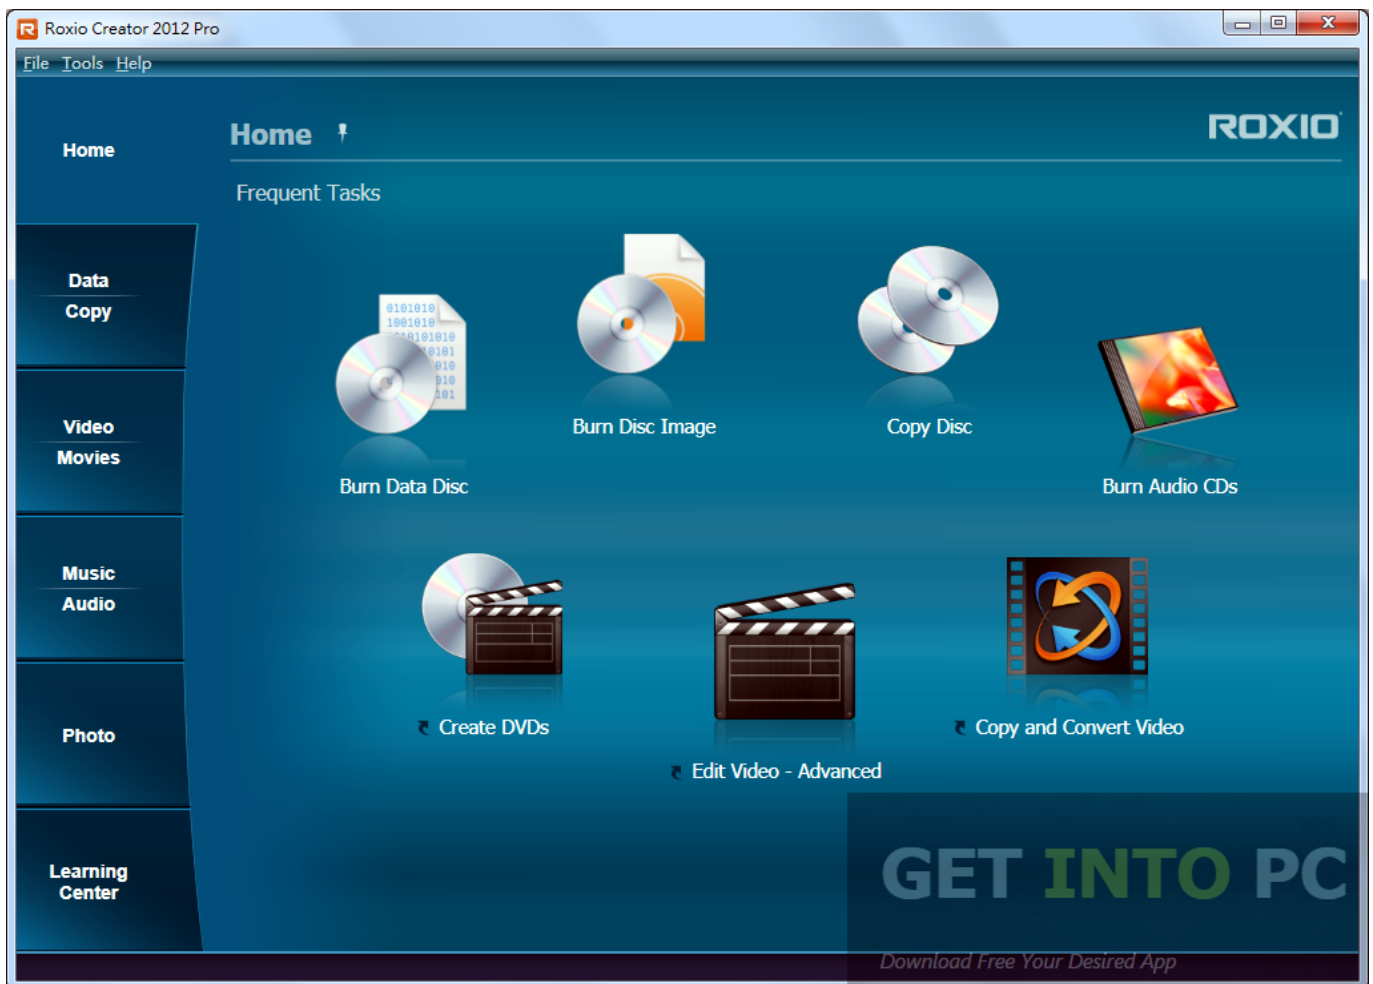 Roxio Creator 2012 Pro
File Tools Help
Home
Data
Copy
Video
Movies
Music
Audio
Photo
Learning
Center
Home
ROXIO
Frequent Tasks
0101010
1001010
Burn Data Disc
Burn Disc Image
Copy Disc
Burn Audio CDs
Create DVDs
Edit Video - Advanced
Copy and Convert Video
GET INTO PC
Download Free Your Desired App